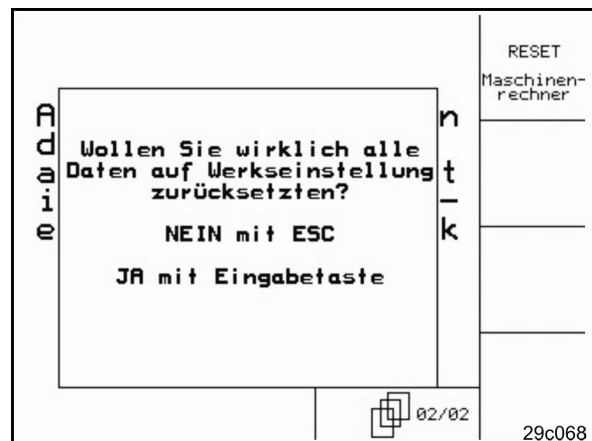 RESET
Maschinen-
rechner
A n
d
a t
i -
e k
Wollen Sie wirklich alle
Daten auf Werkseinstellung
zurücksetzten?
NEIN mit ESC
JA mit Eingabetaste
02/02
29c068